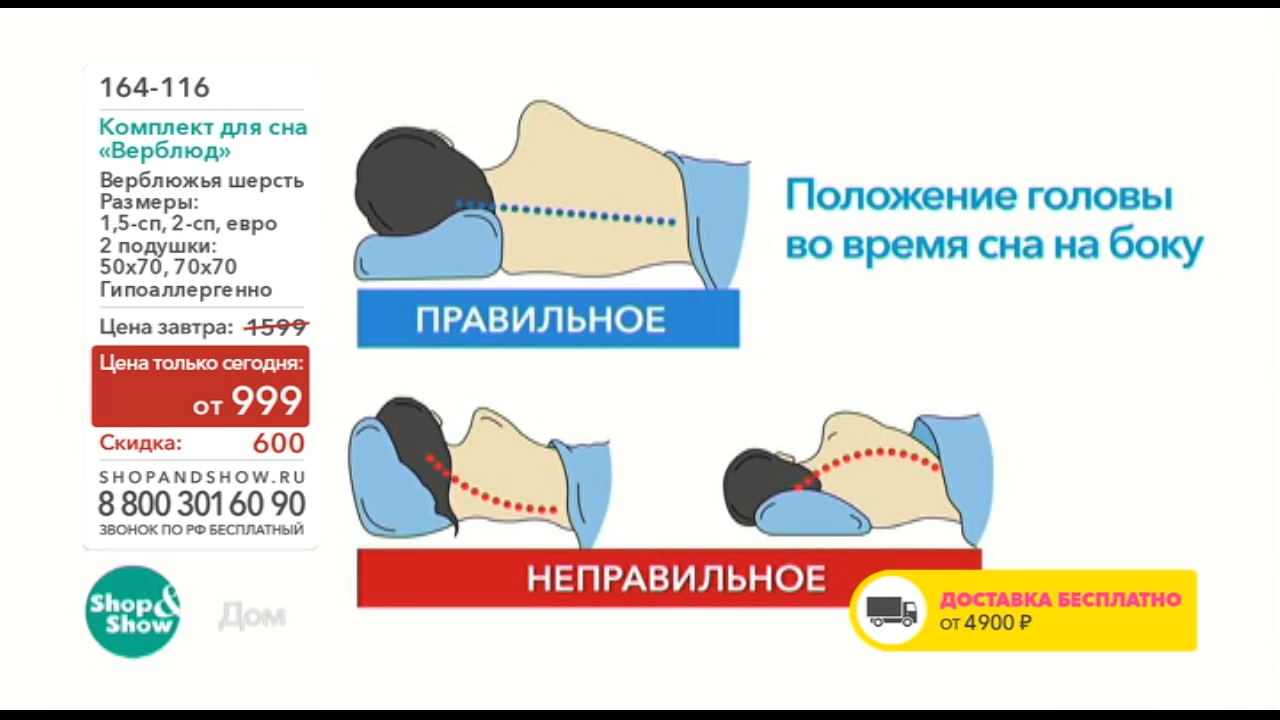 164-116
Комплект для сна
«Верблюд»
Верблюжья шерсть
Размеры:
1,5-сп, 2-сп, евро
2 подушки:
50х70, 70х70
Гипоаллергенно
Цена завтра: 1599
Цена только сегодня:
от 999
Скидка: 600
SHOPANDSHOW.RU
8 800 301 60 90
ЗВОНОК ПО РФ БЕСПЛАТНЫЙ
Shop&
Show
Дом
Положение головы
во время сна на боку
ПРАВИЛЬНОЕ
НЕПРАВИЛЬНОЕ
ДОСТАВКА БЕСПЛАТНО
от 4900 ₽